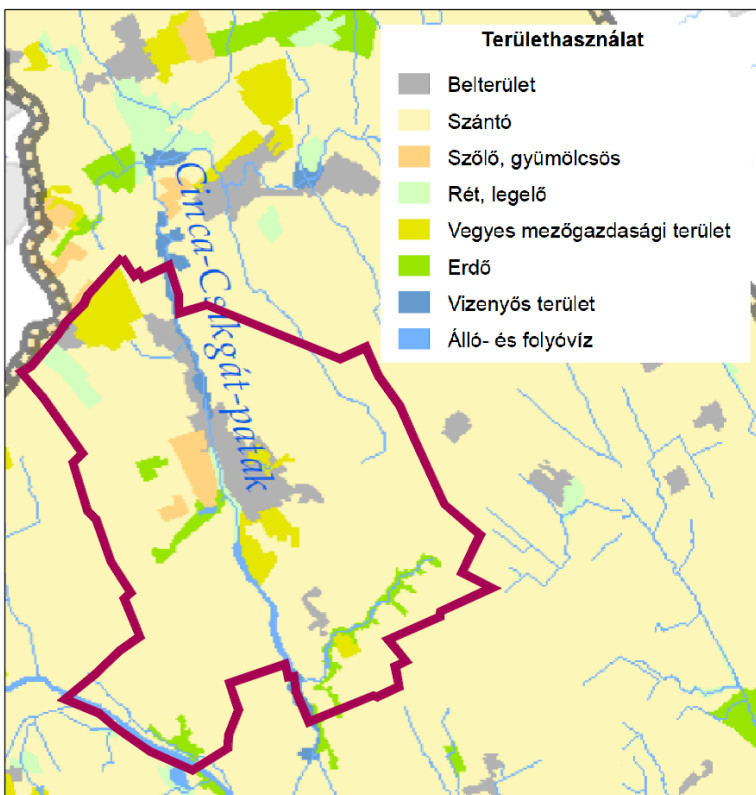 Területhasználat
Belterület
Szántó
Szőlő, gyümölcsös
Rét, legelő
Vegyes mezőgazdasági terület
Erdő
Vizenyős terület
Álló- és folyóvíz
Cinca-Csikgát-patak